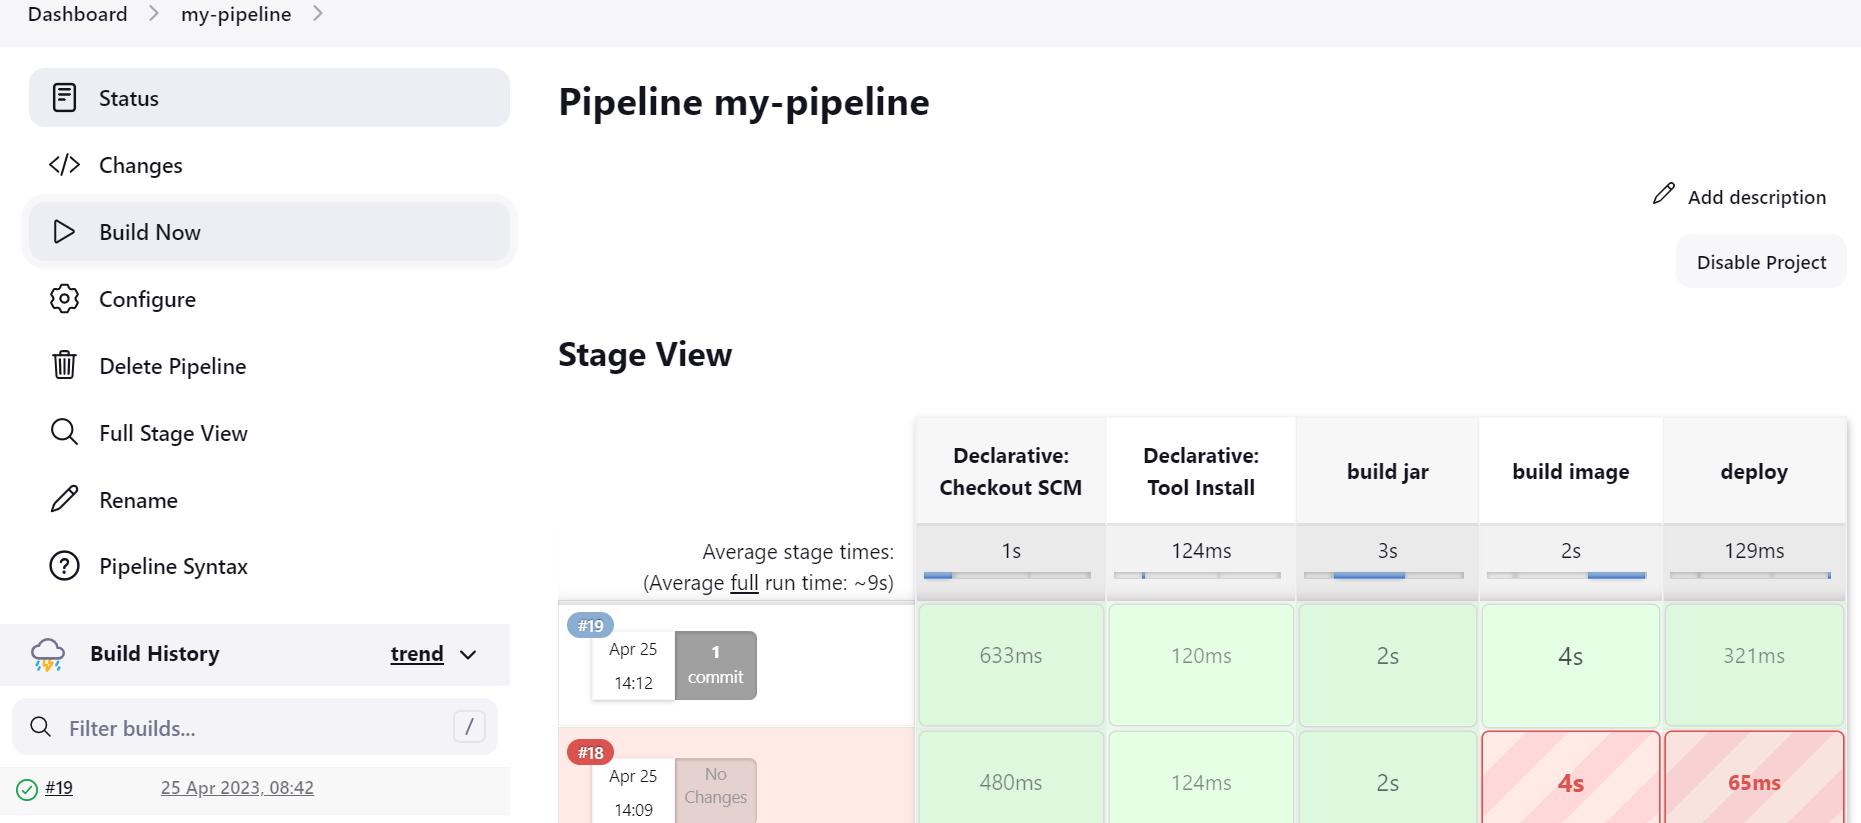 Dashboard
my-pipeline
Status
Changes
Build Now
Configure
Delete Pipeline
Full Stage View
Rename
Pipeline Syntax
Build History
trend
Filter builds...
/
#19
25 Apr 2023, 08:42
Pipeline my-pipeline
Add description
Disable Project
Stage View
Declarative:
Checkout SCM
Declarative:
Tool Install
build jar
build image
deploy
Average stage times:
(Average full run time: ~9s)
1s
124ms
3s
2s
129ms
#19
Apr 25
14:12
1
commit
633ms
120ms
2s
4s
321ms
#18
Apr 25
14:09
No
Changes
480ms
124ms
2s
4s
65ms